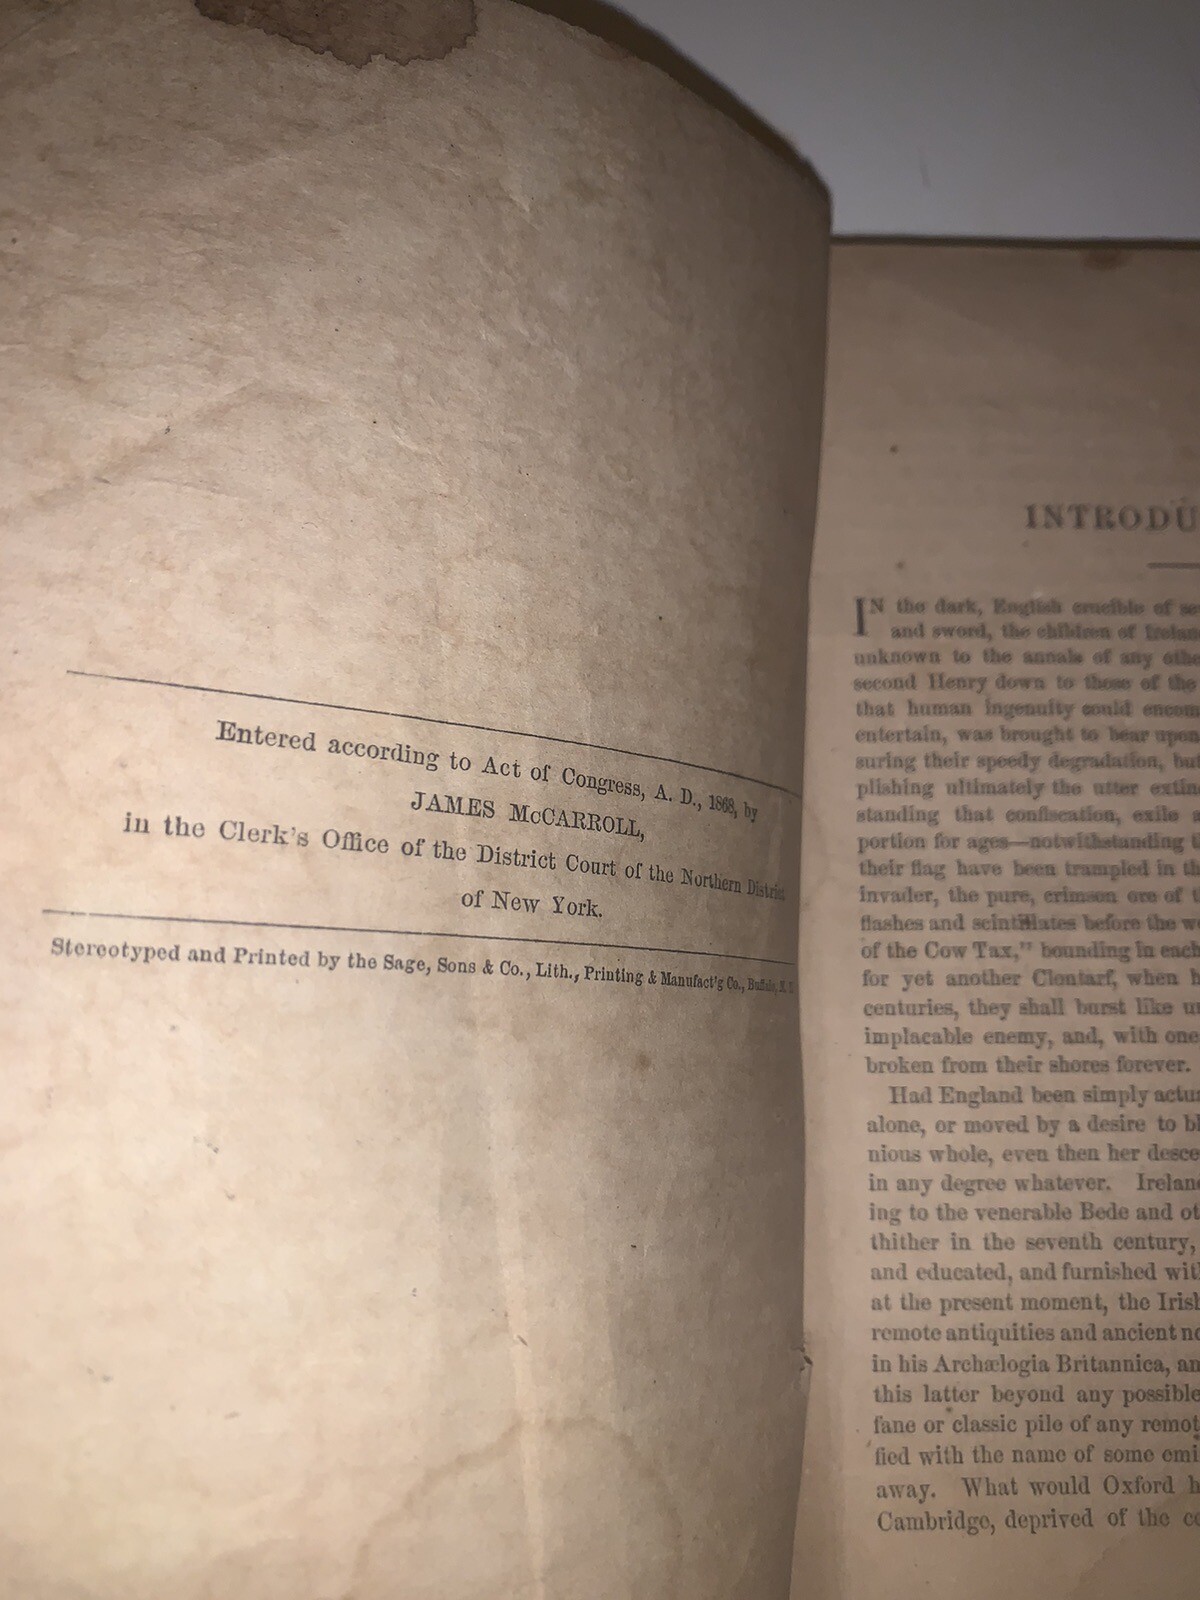 Entered according to Act of Congress, A. D., 1868, by
JAMES McCARROLL,
in the Clerk's Office of the District Court of the Northern District
of New York.
Stereotyped and Printed by the Sage, Sons & Co., Lith., Printing & Manufact'g Co., Buffalo, N. Y.
INTRODU
IN the dark, English crucible of se
and sword, the children of Irelan
unknown to the annals of any othe
second Henry down to those of the
that human ingenuity could encom
entertain, was brought to bear upon
suring their speedy degradation, but
plishing ultimately the utter extin
standing that confiscation, exile a
portion for ages—notwithstanding t
their flag have been trampled in th
invader, the pure, crimson ore of t
flashes and scintillates before the w
of the Cow Tax," bounding in each
for yet another Clontarf, when h
centuries, they shall burst like u
implacable enemy, and, with one
broken from their shores forever.
Had England been simply actu
alone, or moved by a desire to bl
nious whole, even then her desce
in any degree whatever. Irelan
ing to the venerable Bede and ot
thither in the seventh century,
and educated, and furnished wit
at the present moment, the Irish
remote antiquities and ancient no
in his Archælogia Britannica, an
this latter beyond any possible
fane or classic pile of any remot
fied with the name of some emi
away. What would Oxford h
Cambridge, deprived of the co